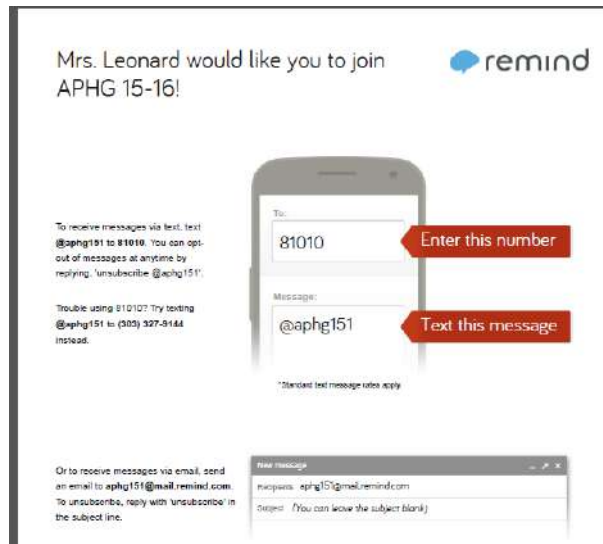 Mrs. Leonard would like you to join
APHG 15-16!
remind
To receive messages via text, text
@aphg151 to 81010. You can opt-
out of messages at anytime by
replying, 'unsubscribe @aphg151'.
Trouble using 81010? Try texting
@aphg151 to (303) 327-9144
instead.
To:
81010
Enter this number
Message:
@aphg151
Text this message
*Standard text message rates apply.
Or to receive messages via email, send
an email to aphg151@mail.remind.com.
To unsubscribe, reply with 'unsubscribe' in
the subject line.
New message
Recipients aphg151@mail.remind.com
Subject (You can leave the subject blank)